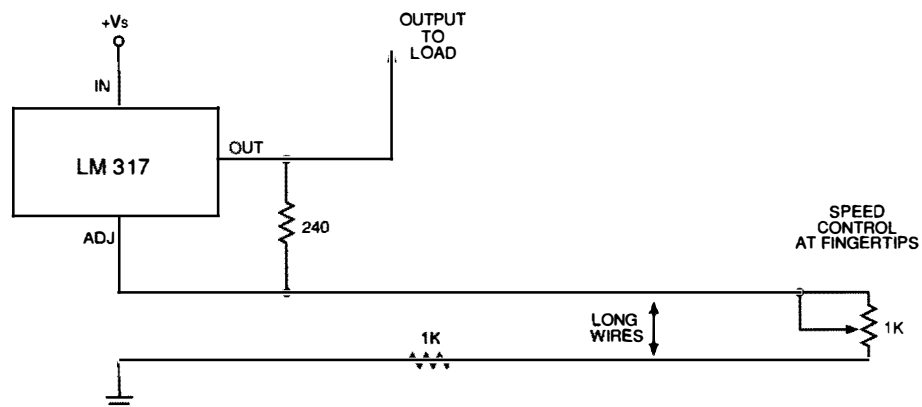 +Vs
OUTPUT
TO
LOAD
IN
LM 317
OUT
240
ADJ
SPEED
CONTROL
AT FINGERTIPS
LONG
WIRES
1K
1K